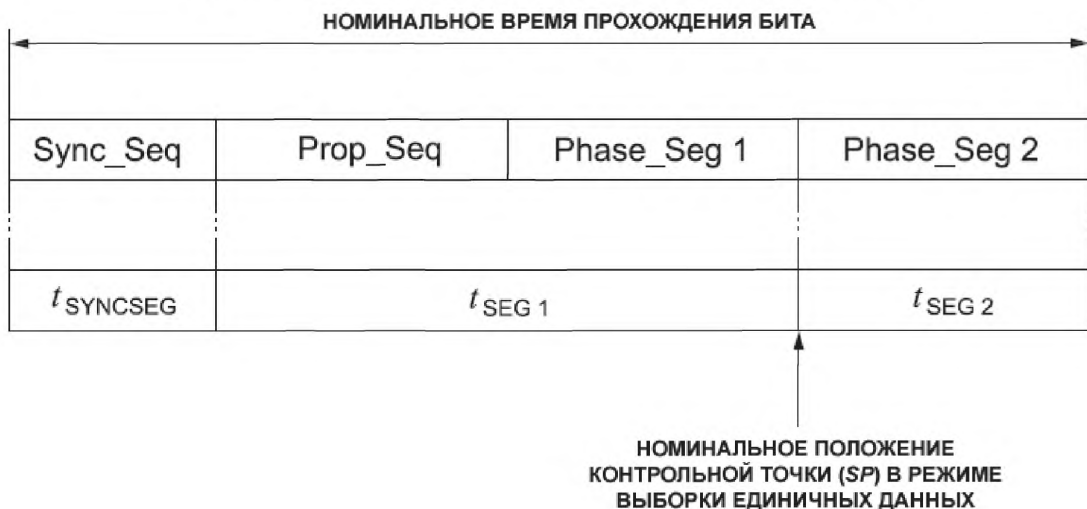 НОМИНАЛЬНОЕ ВРЕМЯ ПРОХОЖДЕНИЯ БИТА
Sync_Seq Prop_Seq Phase_Seg 1 Phase_Seg 2
tSYNCSEG tSEG 1 tSEG 2
НОМИНАЛЬНОЕ ПОЛОЖЕНИЕ
КОНТРОЛЬНОЙ ТОЧКИ (SP) В РЕЖИМЕ
ВЫБОРКИ ЕДИНИЧНЫХ ДАННЫХ